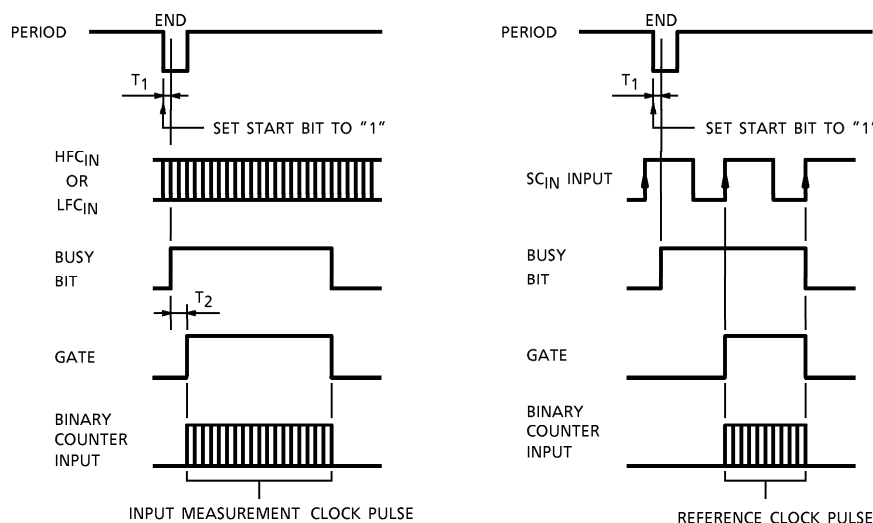 END
PERIOD
T1
SET START BIT TO "1"
HFCIN
OR
LFCIN
BUSY
BIT
T2
GATE
BINARY
COUNTER
INPUT
INPUT MEASUREMENT CLOCK PULSE
END
PERIOD
T1
SET START BIT TO "1"
SCIN INPUT
BUSY
BIT
GATE
BINARY
COUNTER
INPUT
REFERENCE CLOCK PULSE